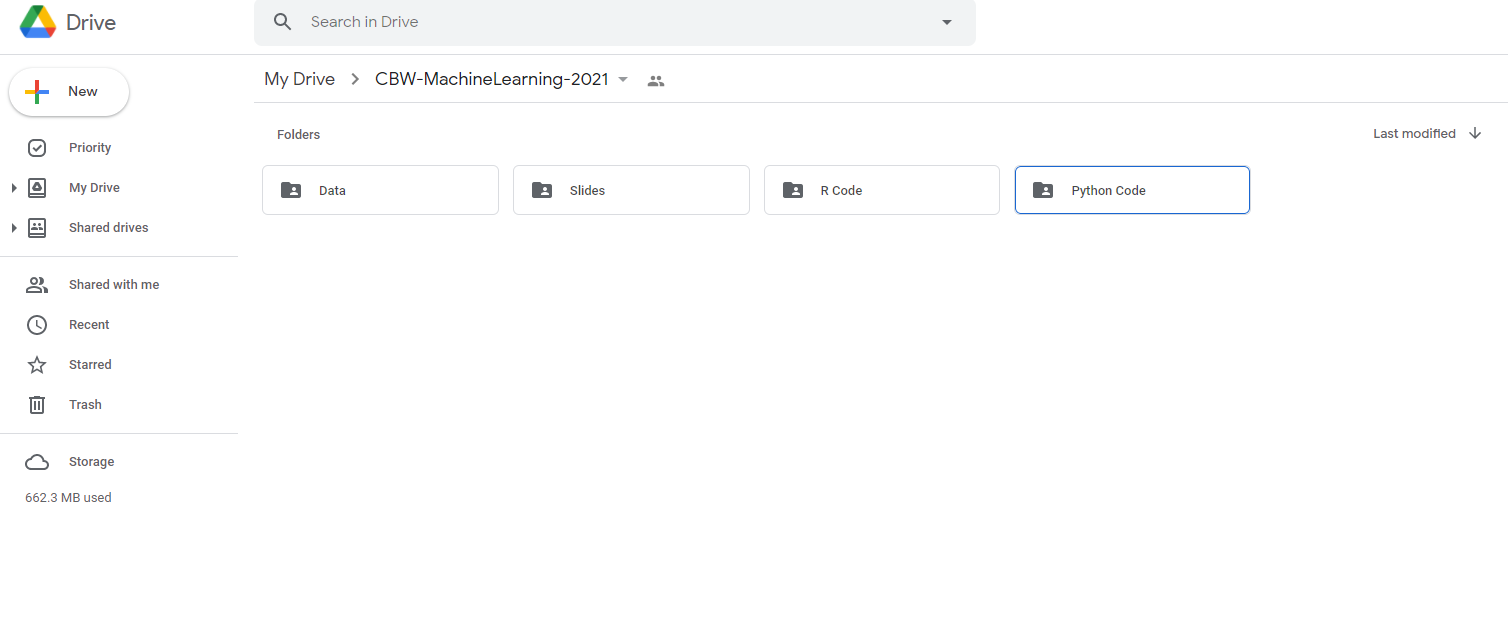 Drive
Search in Drive
New
My Drive CBW-MachineLearning-2021
Priority
My Drive
Shared drives
Shared with me
Recent
Starred
Trash
Storage
662.3 MB used
Folders
Last modified
Data
Slides
R Code
Python Code